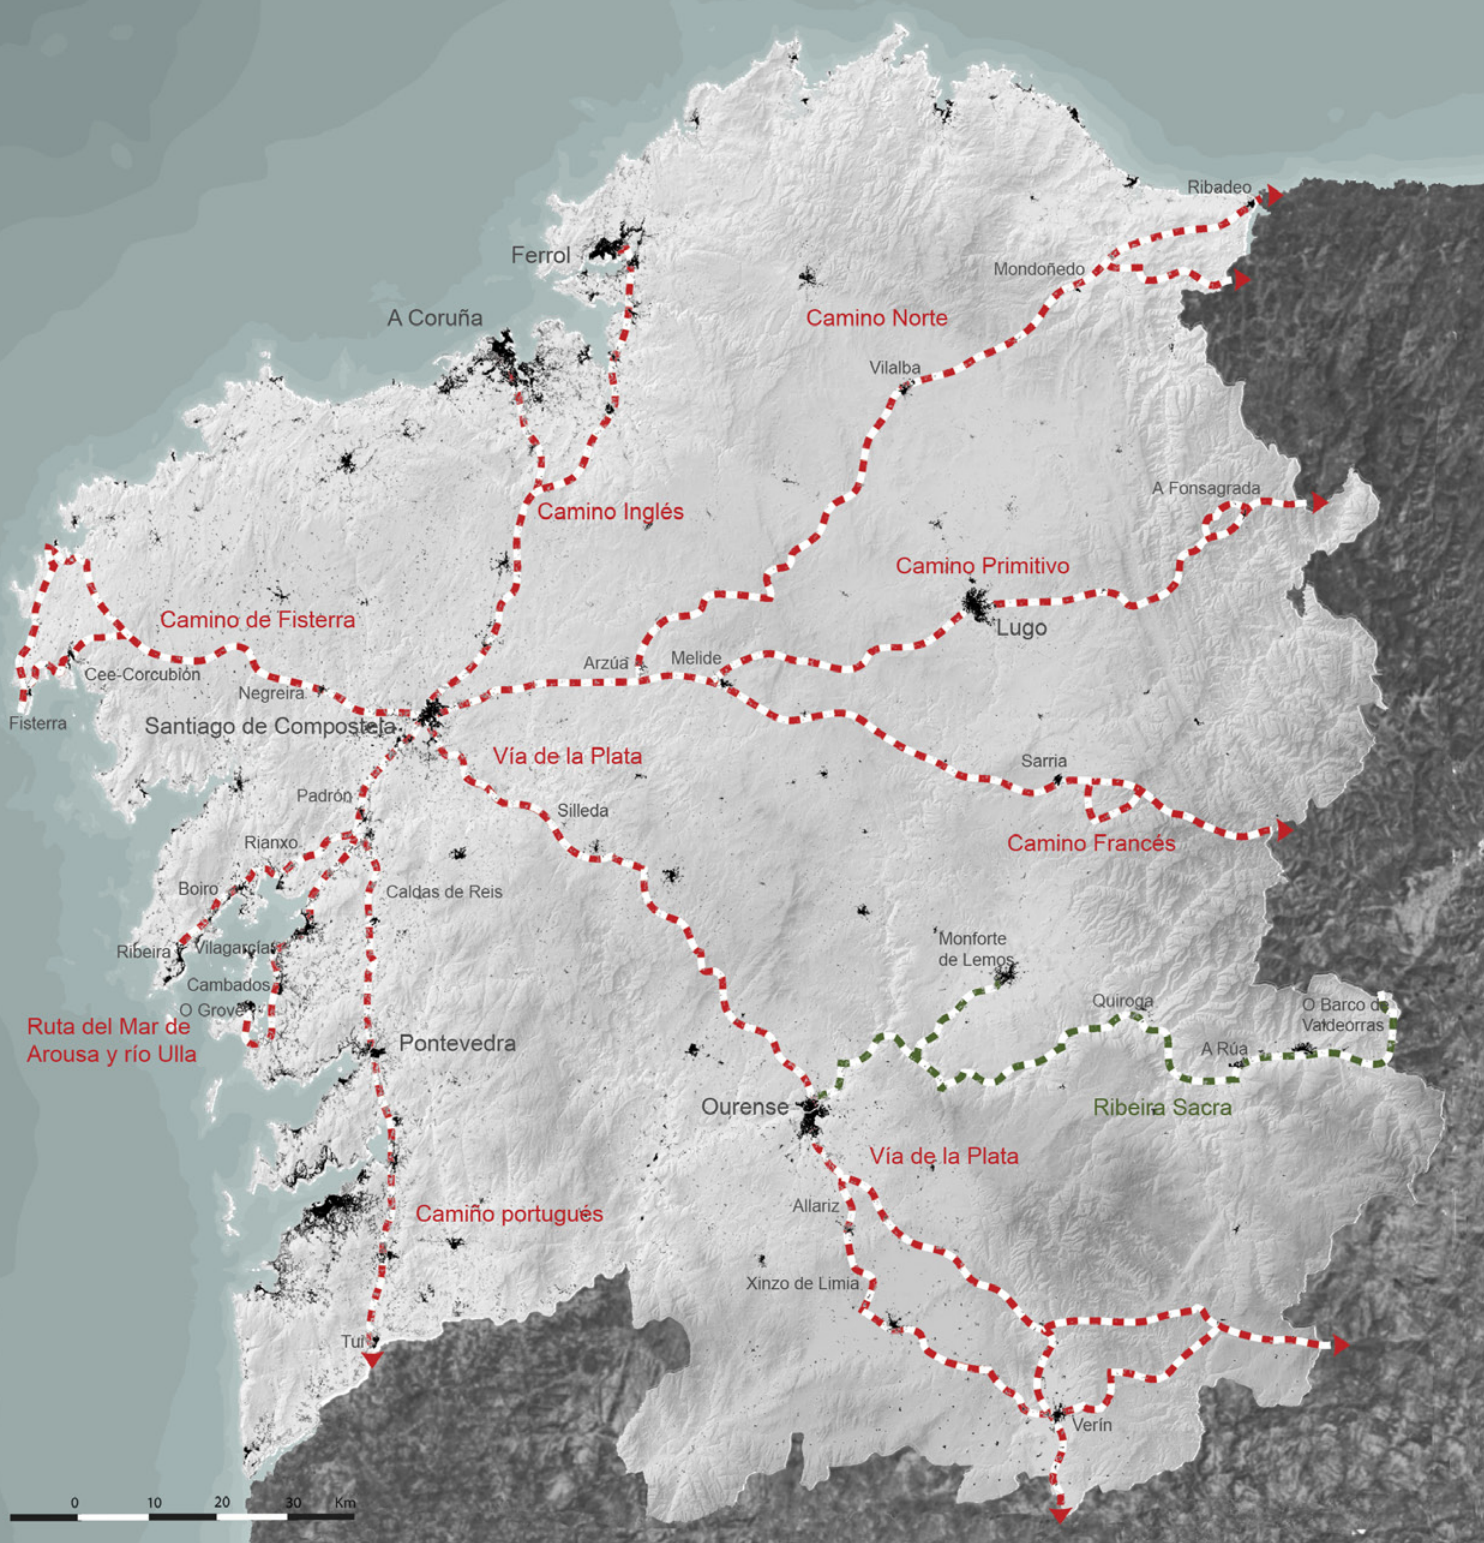 Ribadeo
Ferrol
Mondoñedo
A Coruña
Camino Norte
Vilalba
A Fonsagrada
Camino Inglés
Camino Primitivo
Camino de Fisterra
Lugo
Arzúa
Melide
Cee-Corcubión
Negreira
Fisterra
Santiago de Compostela
Vía de la Plata
Sarria
Padrón
Silleda
Rianxo
Camino Francés
Boiro
Caldas de Reis
Ribeira
Vilagarcía
Monforte
de Lemos
Cambados
O Grove
Quiroga
O Barco de
Valdeorras
Ruta del Mar de
Arousa y río Ulla
Pontevedra
A Rúa
Ourense
Ribeira Sacra
Vía de la Plata
Allariz
Camiño portugués
Xinzo de Limia
Tui
Verín
0 10 20 30 Km